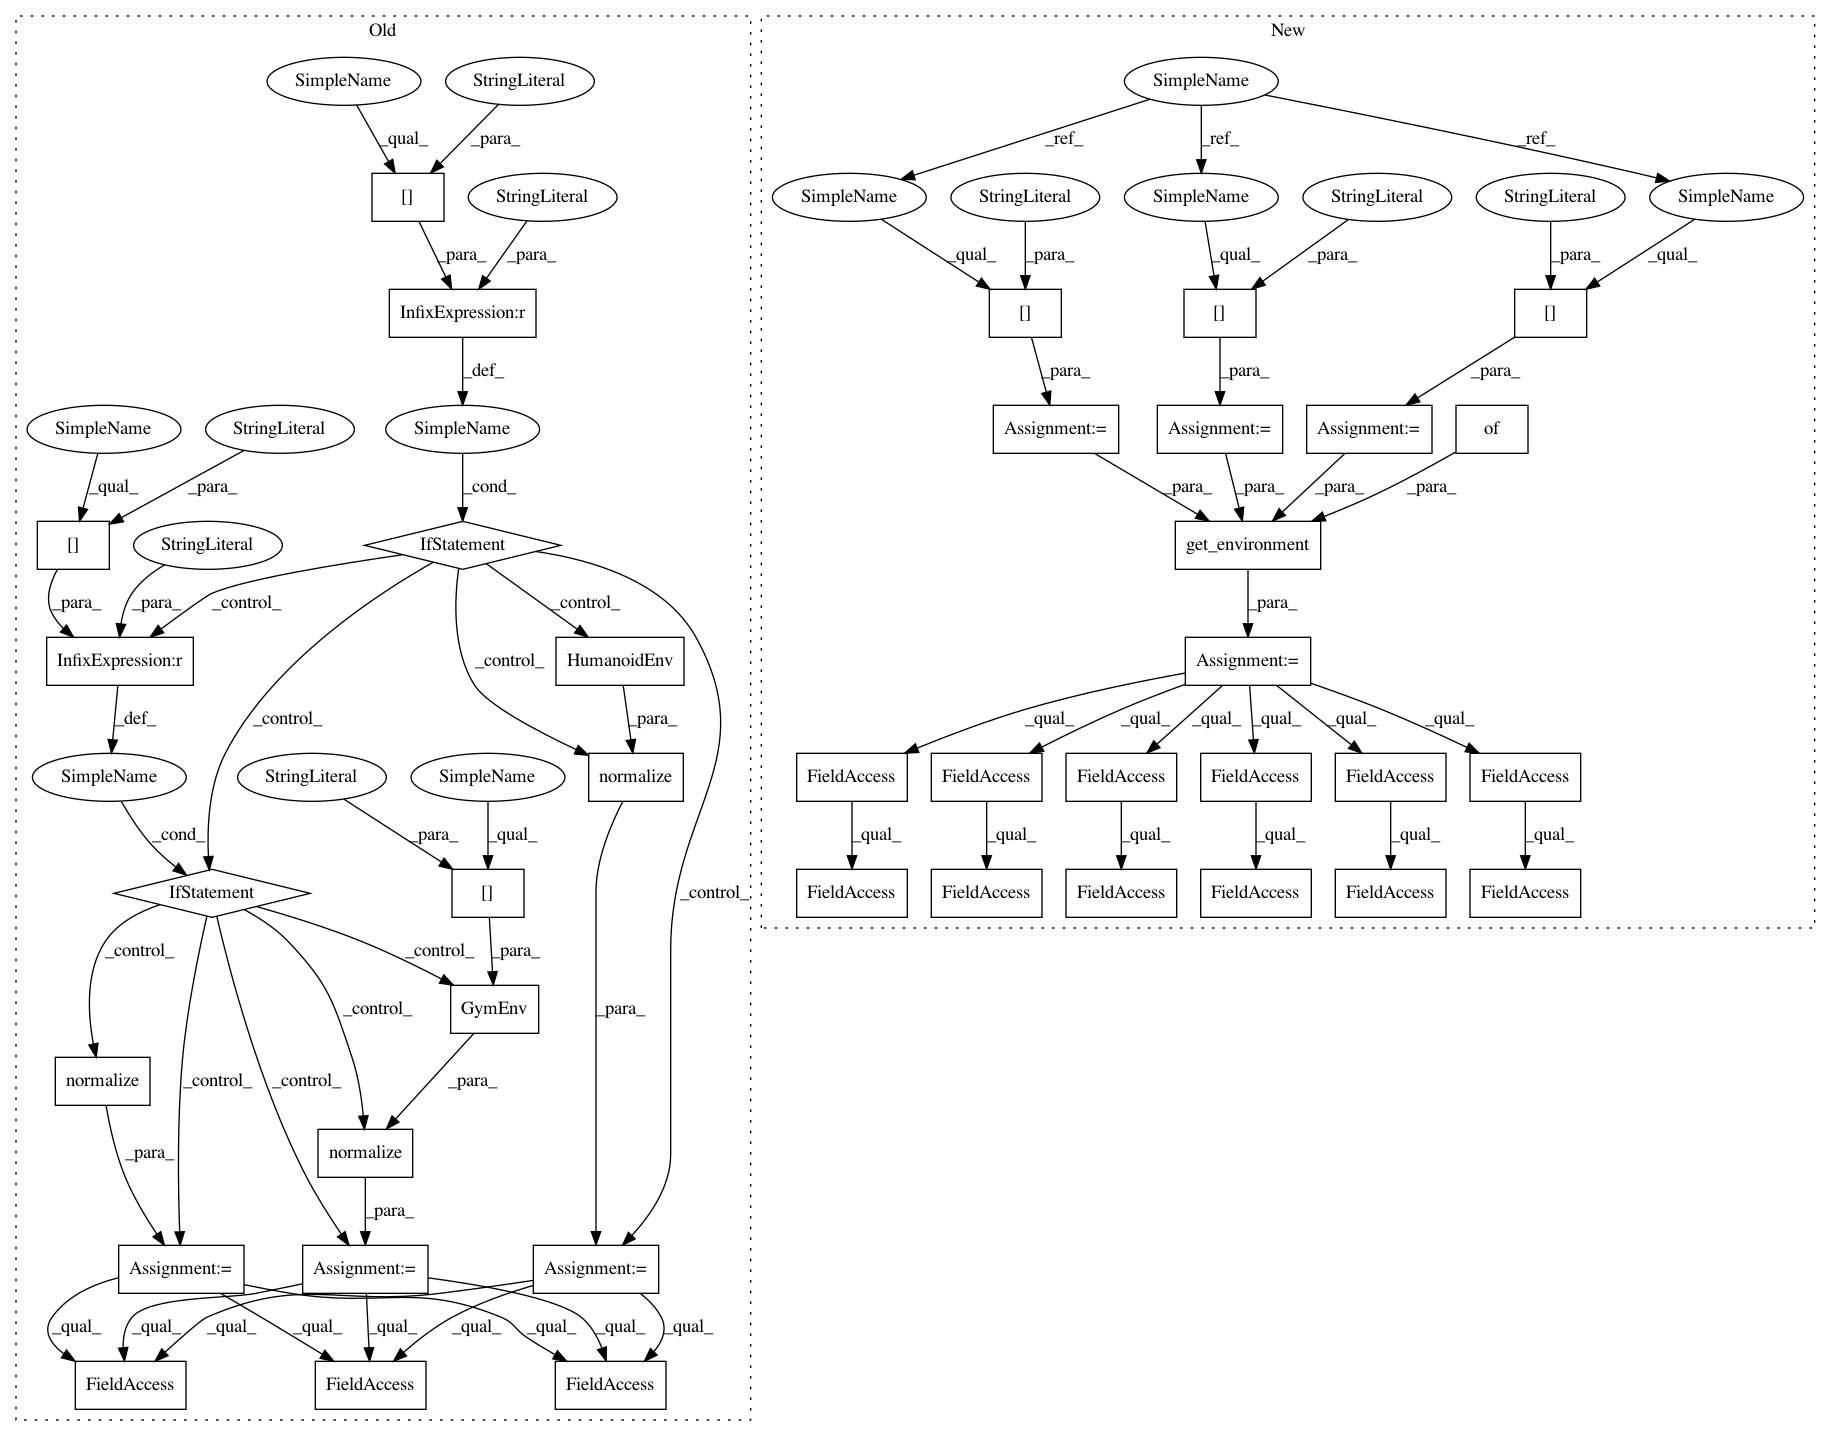 Old
SimpleName
StringLiteral
_qual_
_para_
[]
StringLiteral
_para_
_para_
InfixExpression:r
_def_
SimpleName
StringLiteral
SimpleName
_qual_
_para_
_cond_
[]
StringLiteral
IfStatement
_para_
_para_
_control_
_control_
InfixExpression:r
_control_
HumanoidEnv
_def_
_control_
_para_
SimpleName
StringLiteral
SimpleName
normalize
_cond_
_para_
_qual_
IfStatement
[]
_control_
_control_
_control_
_para_
GymEnv
_control_
_para_
normalize
_control_
_control_
_para_
_para_
normalize
_para_
Assignment:=
Assignment:=
Assignment:=
_qual_
_qual_
_qual_
_qual_
_qual_
_qual_
_qual_
_qual_
_qual_
FieldAccess
FieldAccess
FieldAccess
New
SimpleName
_ref_
_ref_
_ref_
SimpleName
StringLiteral
SimpleName
StringLiteral
StringLiteral
SimpleName
_qual_
_para_
_qual_
_para_
_para_
_qual_
[]
[]
[]
_para_
_para_
_para_
Assignment:=
Assignment:=
Assignment:=
of
_para_
_para_
_para_
_para_
get_environment
_para_
Assignment:=
_qual_
_qual_
_qual_
_qual_
_qual_
_qual_
FieldAccess
FieldAccess
FieldAccess
FieldAccess
FieldAccess
FieldAccess
_qual_
_qual_
_qual_
_qual_
_qual_
_qual_
FieldAccess
FieldAccess
FieldAccess
FieldAccess
FieldAccess
FieldAccess